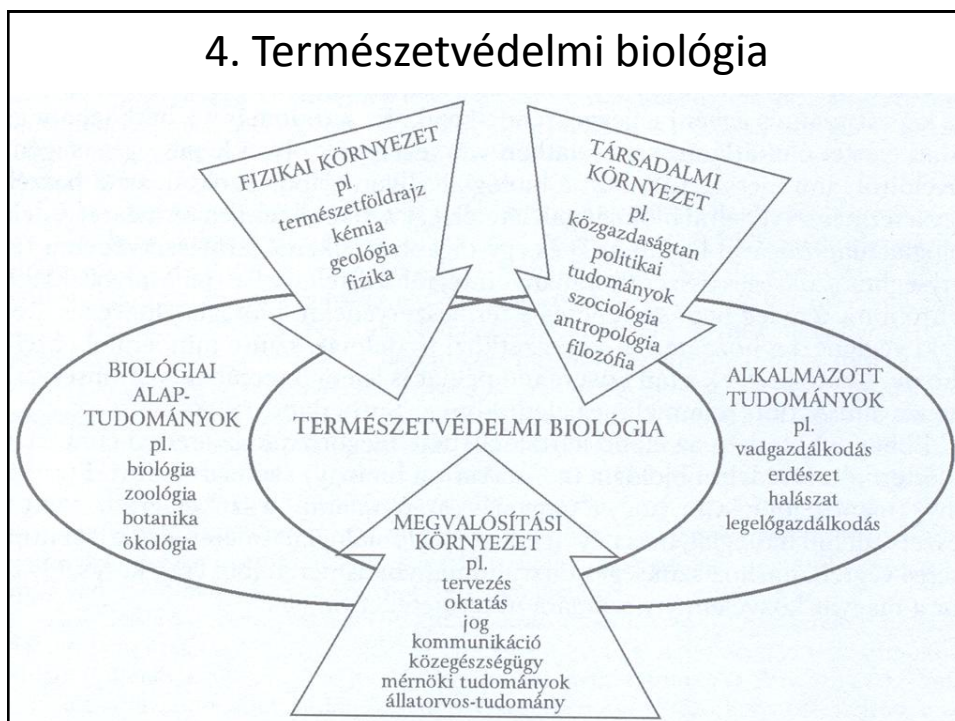 4. Természetvédelmi biológia
FIZIKAI KÖRNYEZET
pl
természetföldrajz
kémia
geológia
fizika
TÁRSADALMI
KÖRNYEZET
pl.
közgazdaságtan
politikai
tudományok
szociológia
antropológia
filozófia
BIOLÓGIAI
ALAP-
TUDOMÁNYOK
pl.
biológia
zoológia
botanika
ökológia
TERMÉSZETVÉDELMI BIOLÓGIA
ALKALMAZOTT
TUDOMÁNYOK
pl.
vadgazdálkodás
erdészet
halászat
legelőgazdálkodás
MEGVALÓSÍTÁSI
KÖRNYEZET
pl.
tervezés
oktatás
jog
kommunikáció
közegészségügy
mérnöki tudományok
állatorvos-tudomány